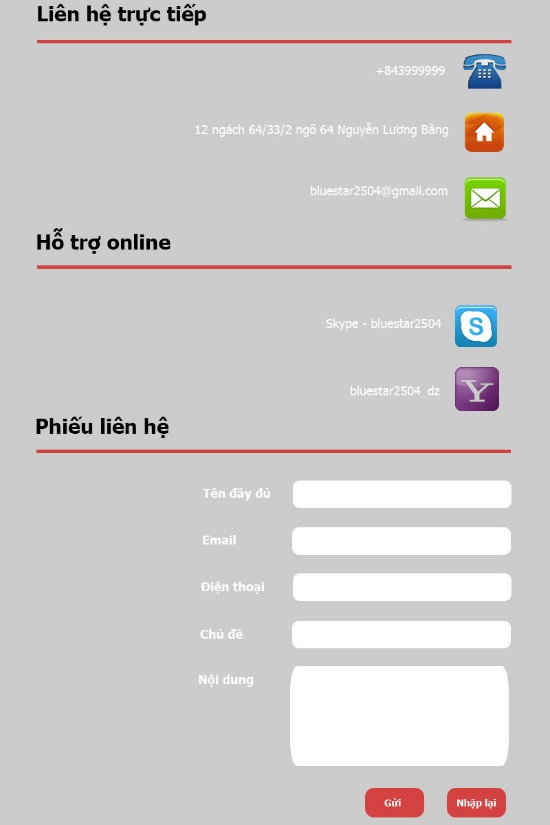 Liên hệ trực tiếp
+843999999
12 ngách 64/33/2 ngõ 64 Nguyễn Lương Bằng
bluestar2504@gmail.com
Hỗ trợ online
Skype - bluestar2504
S
bluestar2504_dz
Y
Phiếu liên hệ
Tên đầy đủ
Email
Điện thoại
Chủ đề
Nội dung
Gửi
Nhập lại